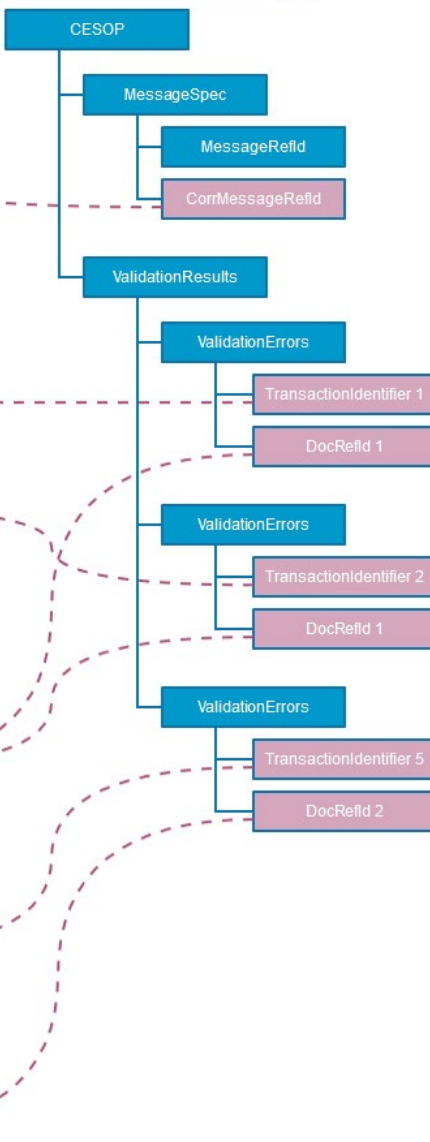 CESOP
MessageSpec
MessageRefId
CorrMessageRefId
ValidationResults
ValidationErrors
TransactionIdentifier 1
DocRefId 1
ValidationErrors
TransactionIdentifier 2
DocRefId 1
ValidationErrors
TransactionIdentifier 5
DocRefId 2